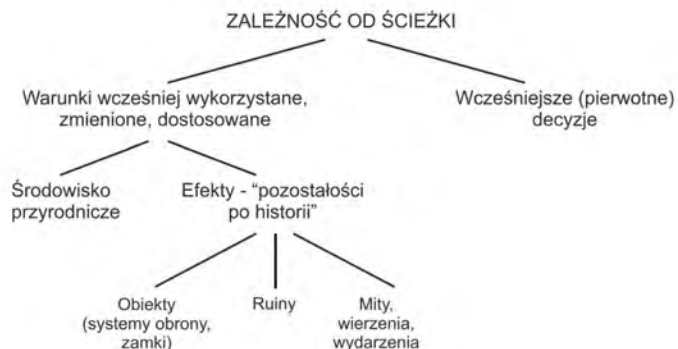 ZALEŻNOŚĆ OD ŚCIEŻKI
Warunki wcześniej wykorzystane,
zmienione, dostosowane
Wcześniejsze (pierwotne)
decyzje
Środowisko
przyrodnicze
Efekty - “pozostałości
po historii”
Obiekty
(systemy obrony,
zamki)
Ruiny
Mity,
wierzenia,
wydarzenia